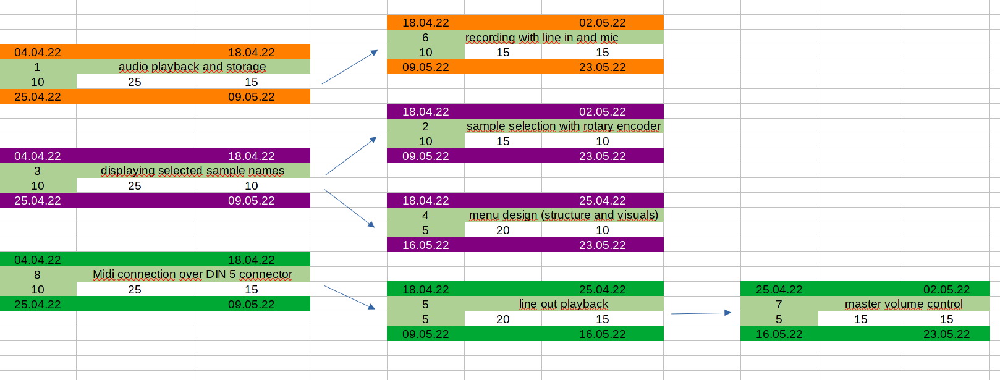 04.04.22 18.04.22
1 audio playback and storage
10 25 15
25.04.22 09.05.22
04.04.22 18.04.22
3 displaying selected sample names
10 25 10
25.04.22 09.05.22
04.04.22 18.04.22
8 Midi connection over DIN 5 connector
10 25 15
25.04.22 09.05.22
18.04.22 02.05.22
6 recording with line in and mic
10 15 15
09.05.22 23.05.22
18.04.22 02.05.22
2 sample selection with rotary encoder
10 15 10
09.05.22 23.05.22
18.04.22 25.04.22
4 menu design (structure and visuals)
5 20 10
16.05.22 23.05.22
18.04.22 25.04.22
5 line out playback
5 20 15
09.05.22 16.05.22
25.04.22 02.05.22
7 master volume control
5 15 15
16.05.22 23.05.22